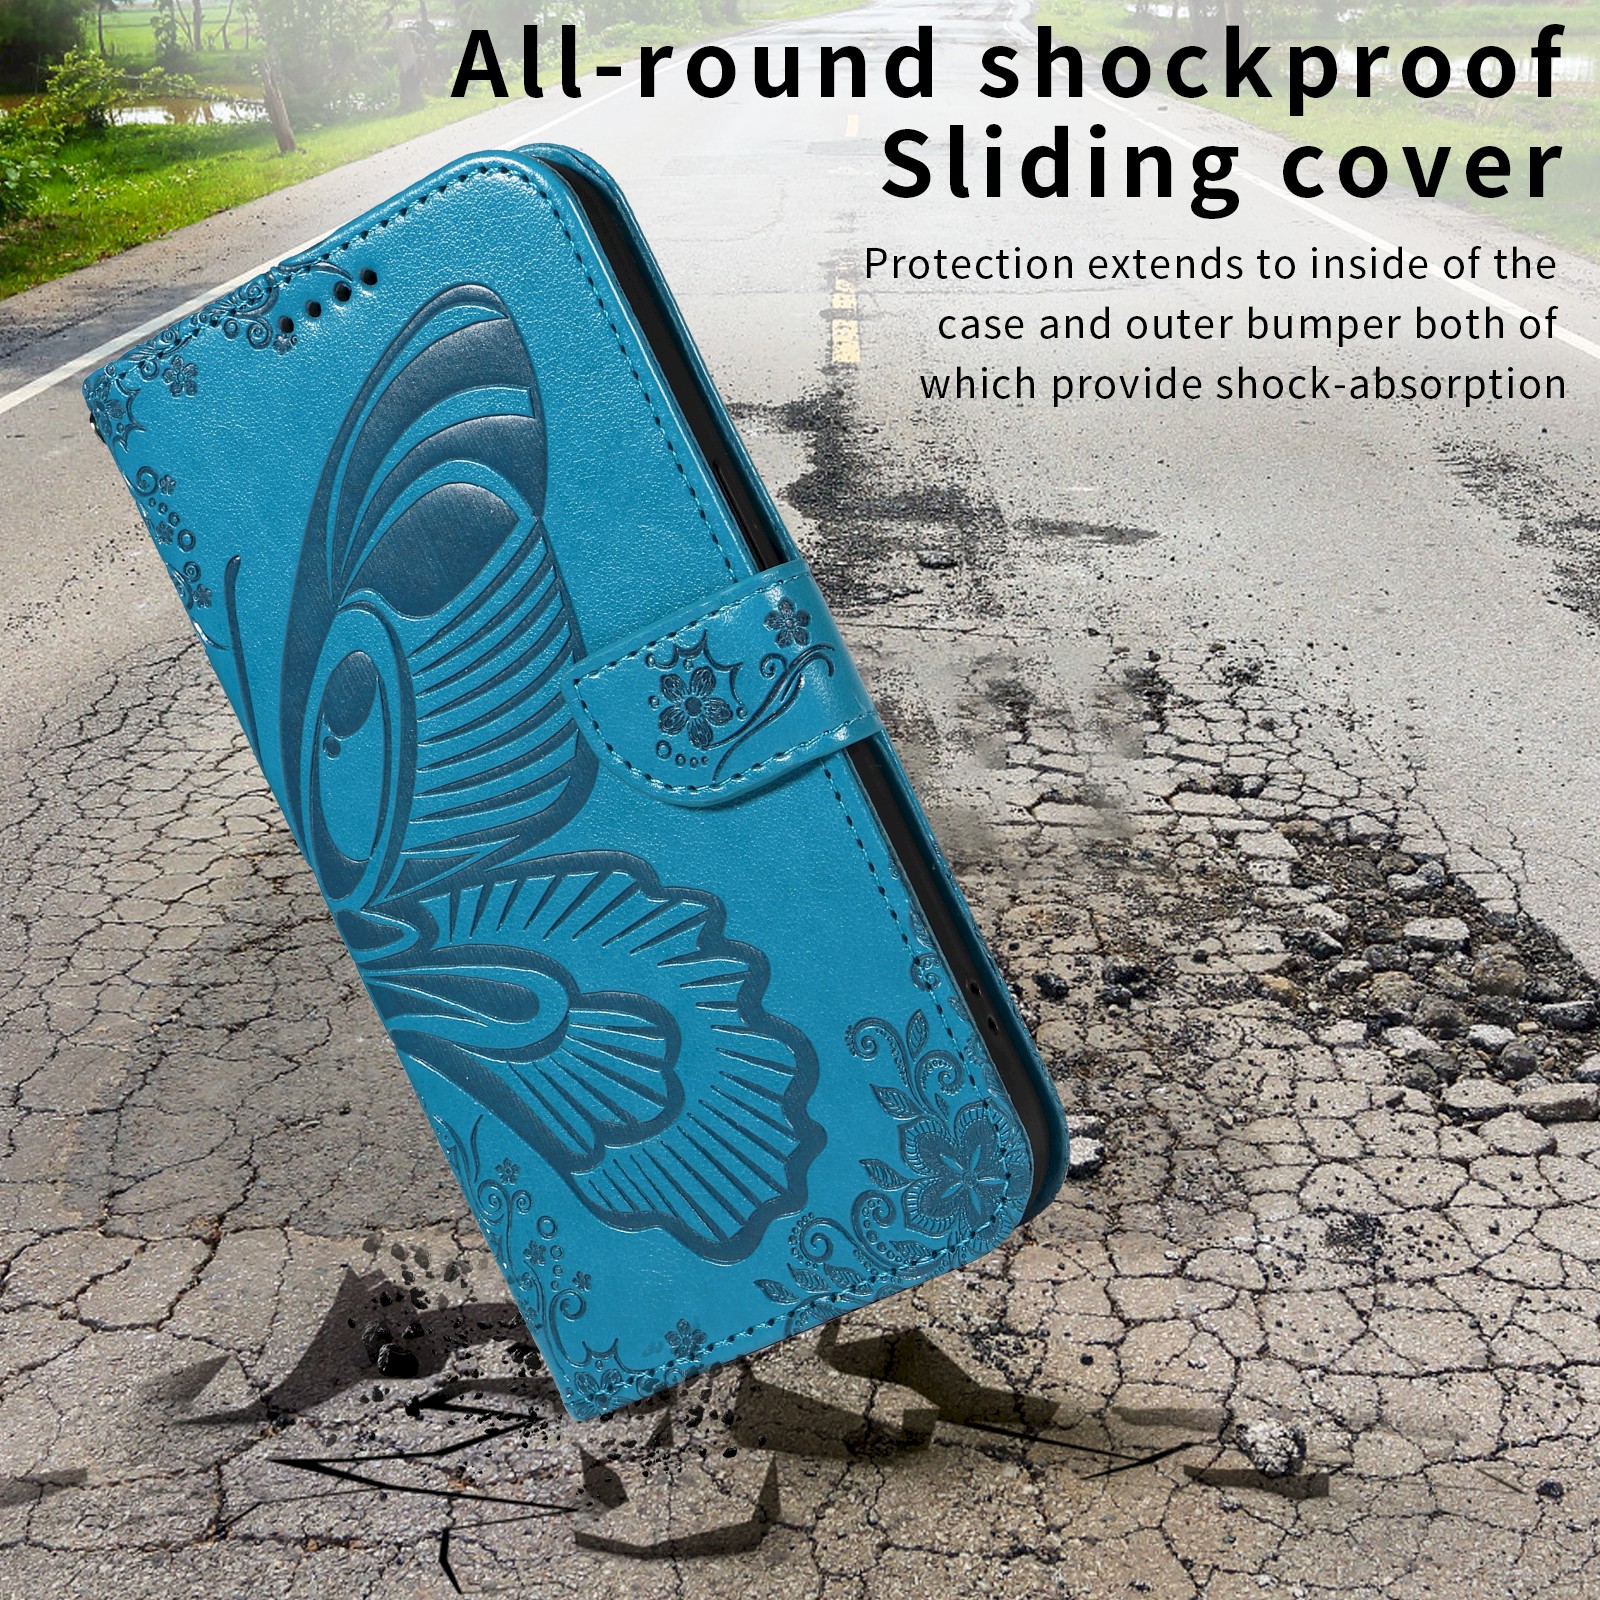 All-round shockproof
Sliding cover
Protection extends to inside of the
case and outer bumper both of
which provide shock-absorption